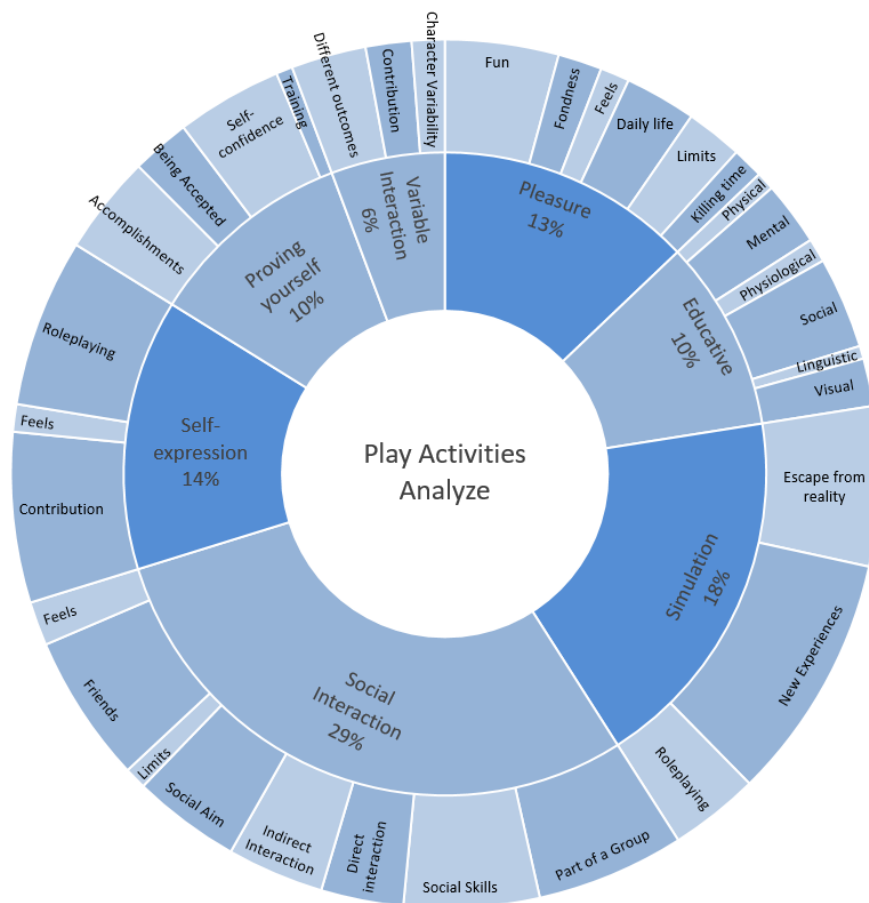 Play Activities
Analyze
Pleasure
13%
Fun
Fondness
Feels
Daily life
Limits
Killing time
Educative
10%
Physical
Mental
Physiological
Social
Linguistic
Visual
Simulation
18%
Escape from
reality
New Experiences
Roleplaying
Social
Interaction
29%
Part of a Group
Social Skills
Direct
interaction
Indirect
Interaction
Social Aim
Limits
Friends
Feels
Self-
expression
14%
Contribution
Feels
Roleplaying
Proving
yourself
10%
Accomplishments
Being Accepted
Self-
confidence
Training
Variable
Interaction
6%
Different outcomes
Contribution
Character Variability